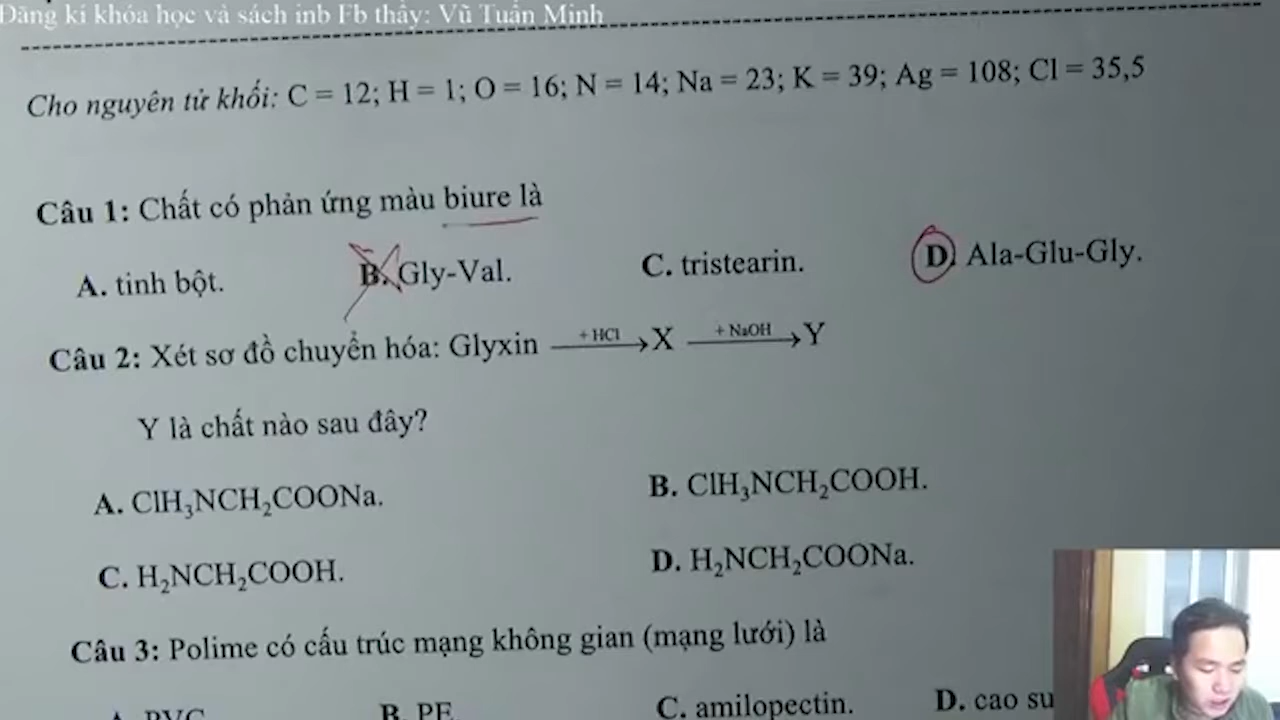 Đăng kí khóa học và sách inb Fb thầy: Vũ Tuấn Minh
Cho nguyên tử khối: C = 12; H = 1; O = 16; N = 14; Na = 23; K = 39; Ag = 108; Cl = 35,5
Câu 1: Chất có phản ứng màu biure là
A. tinh bột. B. Gly-Val. C. tristearin. D. Ala-Glu-Gly.
Câu 2: Xét sơ đồ chuyển hóa: Glyxin + HCl → X + NaOH → Y
Y là chất nào sau đây?
A. ClH₃NCH₂COONa. B. ClH₃NCH₂COOH.
C. H₂NCH₂COOH. D. H₂NCH₂COONa.
Câu 3: Polime có cấu trúc mạng không gian (mạng lưới) là
A. PVC B. PE C. amilopectin. D. cao su